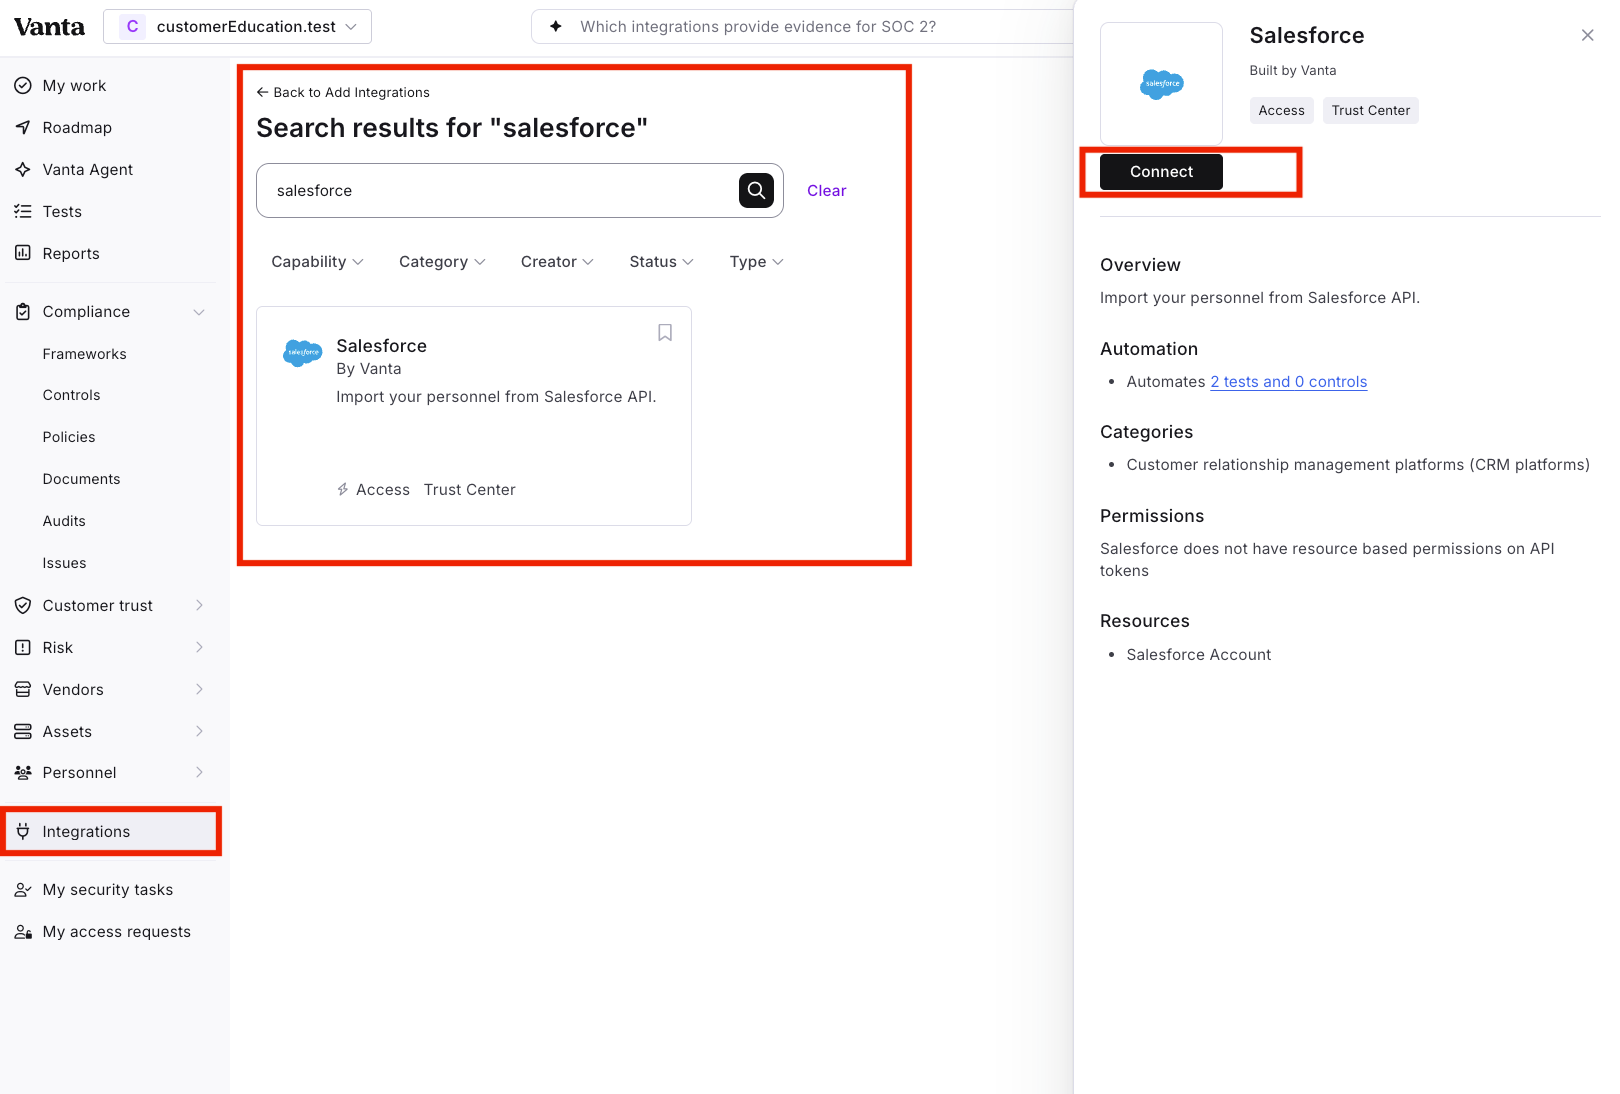 Vanta
C customerEducation.test
Which integrations provide evidence for SOC 2?
My work
Roadmap
Vanta Agent
Tests
Reports
Compliance
Frameworks
Controls
Policies
Documents
Audits
Issues
Customer trust
Risk
Vendors
Assets
Personnel
Integrations
My security tasks
My access requests
← Back to Add Integrations
Search results for "salesforce"
salesforce
Clear
Capability
Category
Creator
Status
Type
salesforce
Salesforce
By Vanta
Import your personnel from Salesforce API.
Access Trust Center
salesforce
Salesforce
Built by Vanta
Access Trust Center
Connect
Overview
Import your personnel from Salesforce API.
Automation
• Automates 2 tests and 0 controls
Categories
• Customer relationship management platforms (CRM platforms)
Permissions
Salesforce does not have resource based permissions on API
tokens
Resources
• Salesforce Account